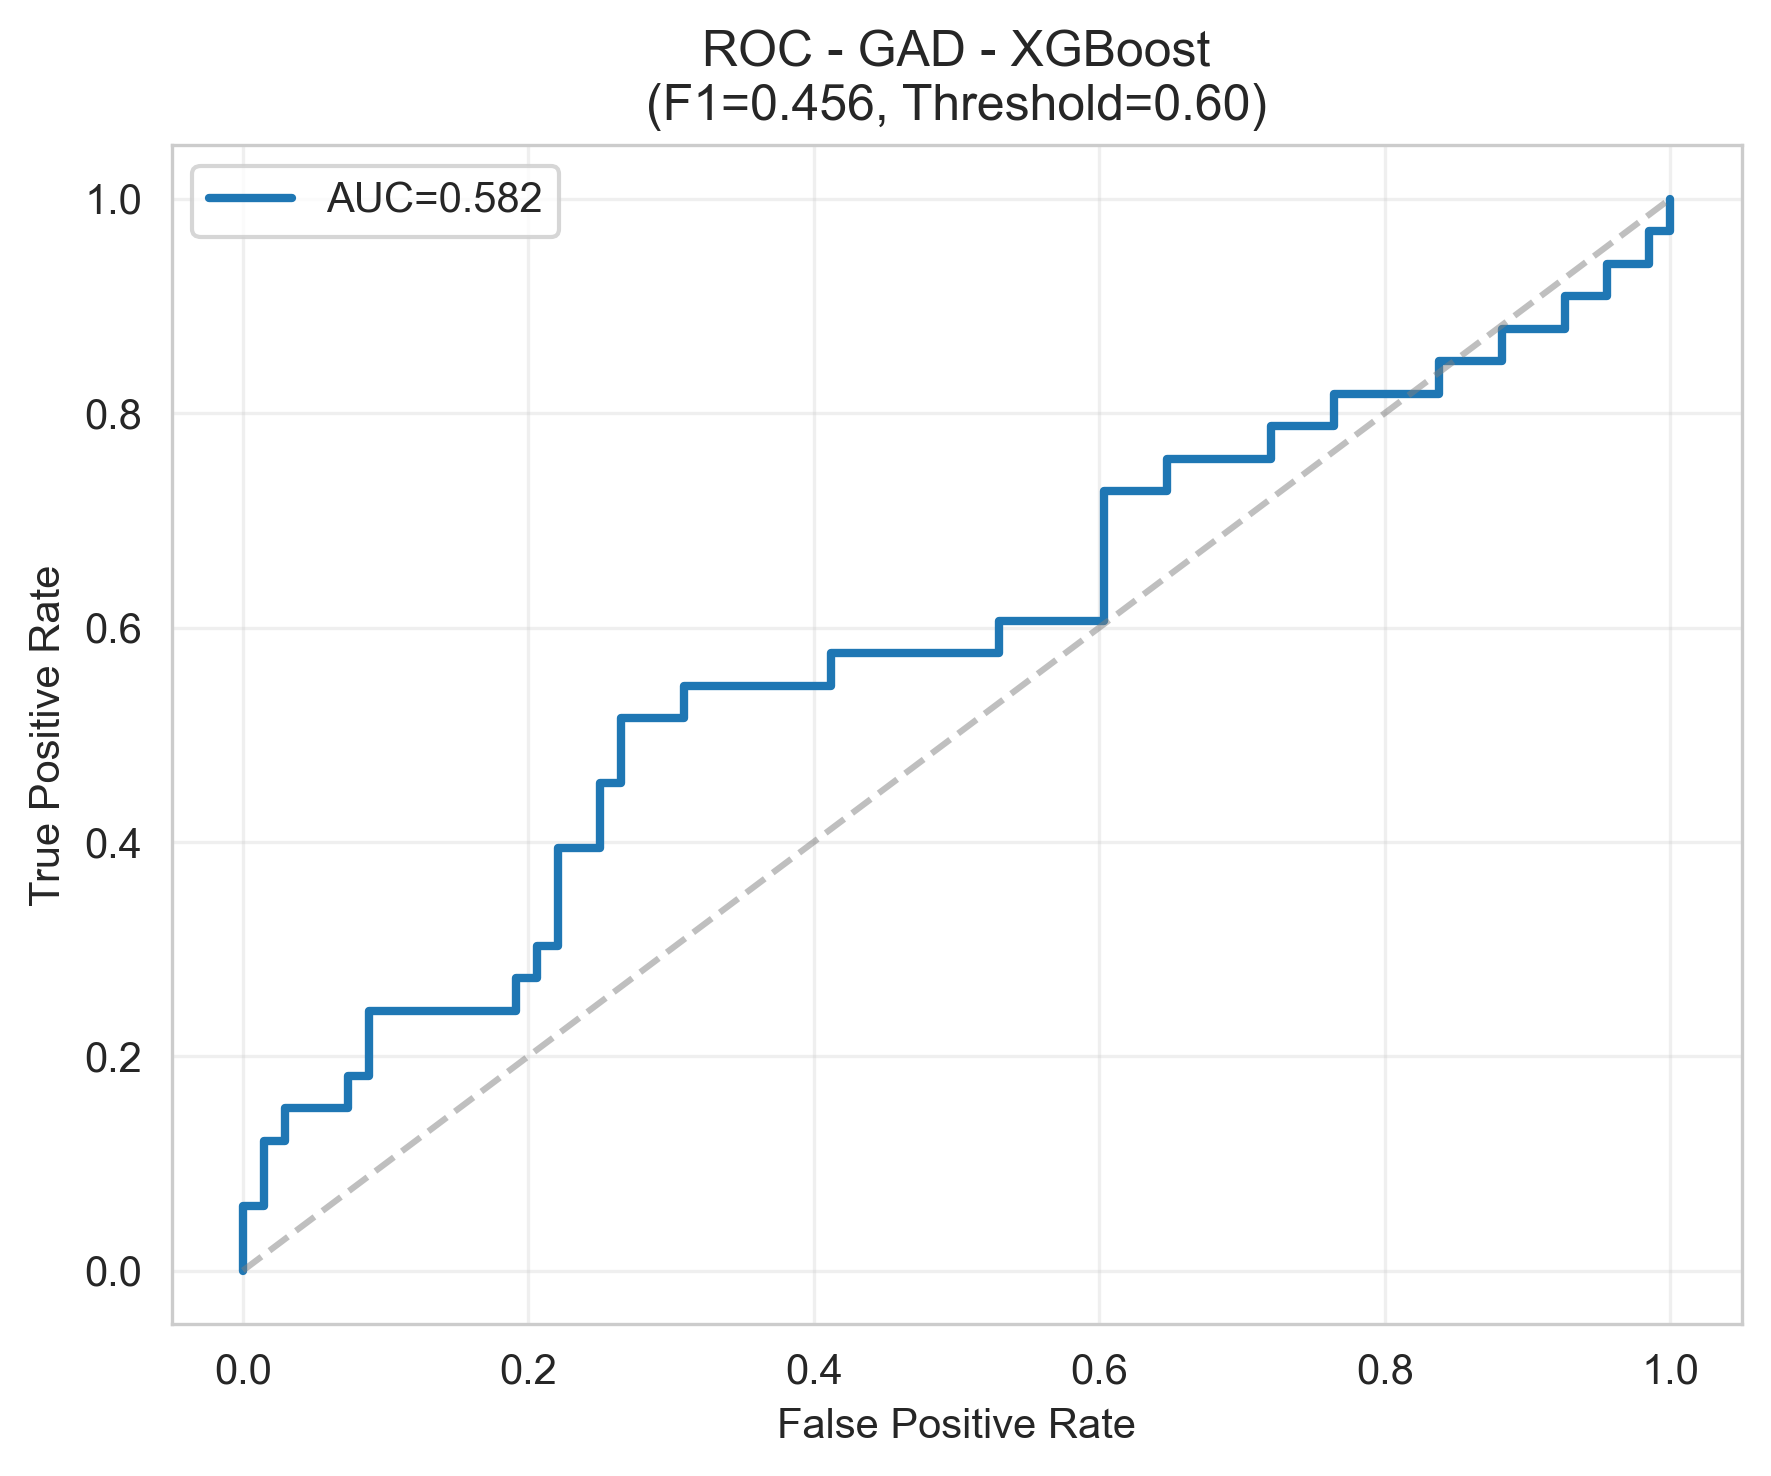 ROC - GAD - XGBoost
(F1=0.456, Threshold=0.60)
AUC=0.582
1.0
0.8
0.6
0.4
0.2
0.0
True Positive Rate
0.0 0.2 0.4 0.6 0.8 1.0
False Positive Rate